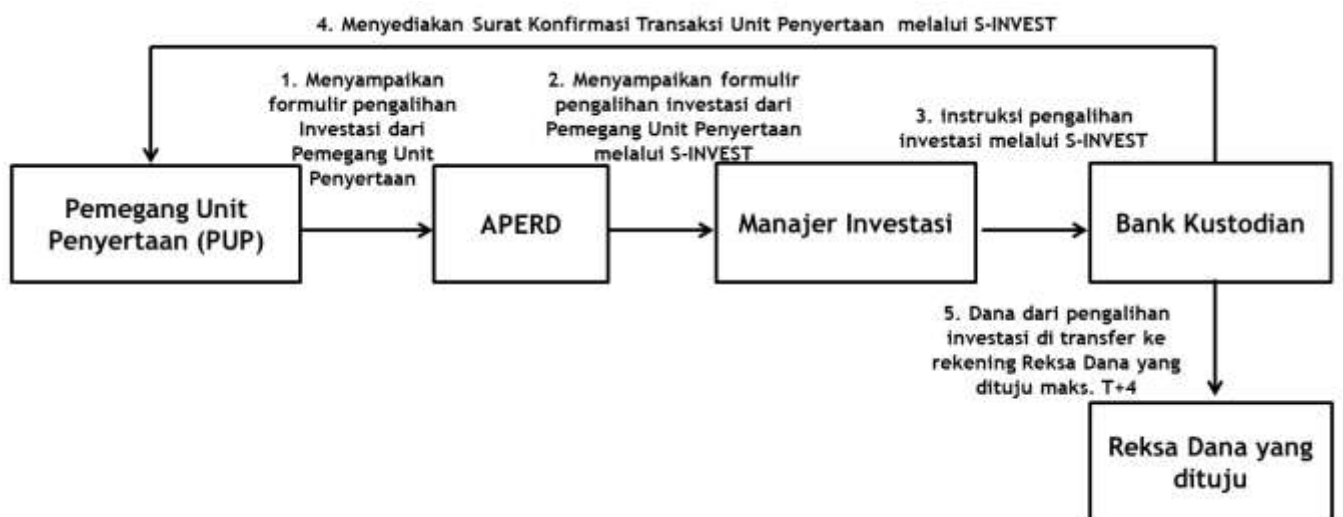 4. Menyediakan Surat Konfirmasi Transaksi Unit Penyertaan melalui S-INVEST
1. Menyampaikan
formulir pengalihan
Investasi dari
Pemegang Unit
Penyertaan
2. Menyampaikan formulir
pengalihan investasi dari
Pemegang Unit Penyertaan
melalui S-INVEST
3. instruksi pengalihan
investasi melalui S-INVEST
Pemegang Unit
Penyertaan (PUP)
APERD
Manajer Investasi
Bank Kustodian
5. Dana dari pengalihan
investasi di transfer ke
rekening Reksa Dana yang
dituju maks. T+4
Reksa Dana yang
dituju